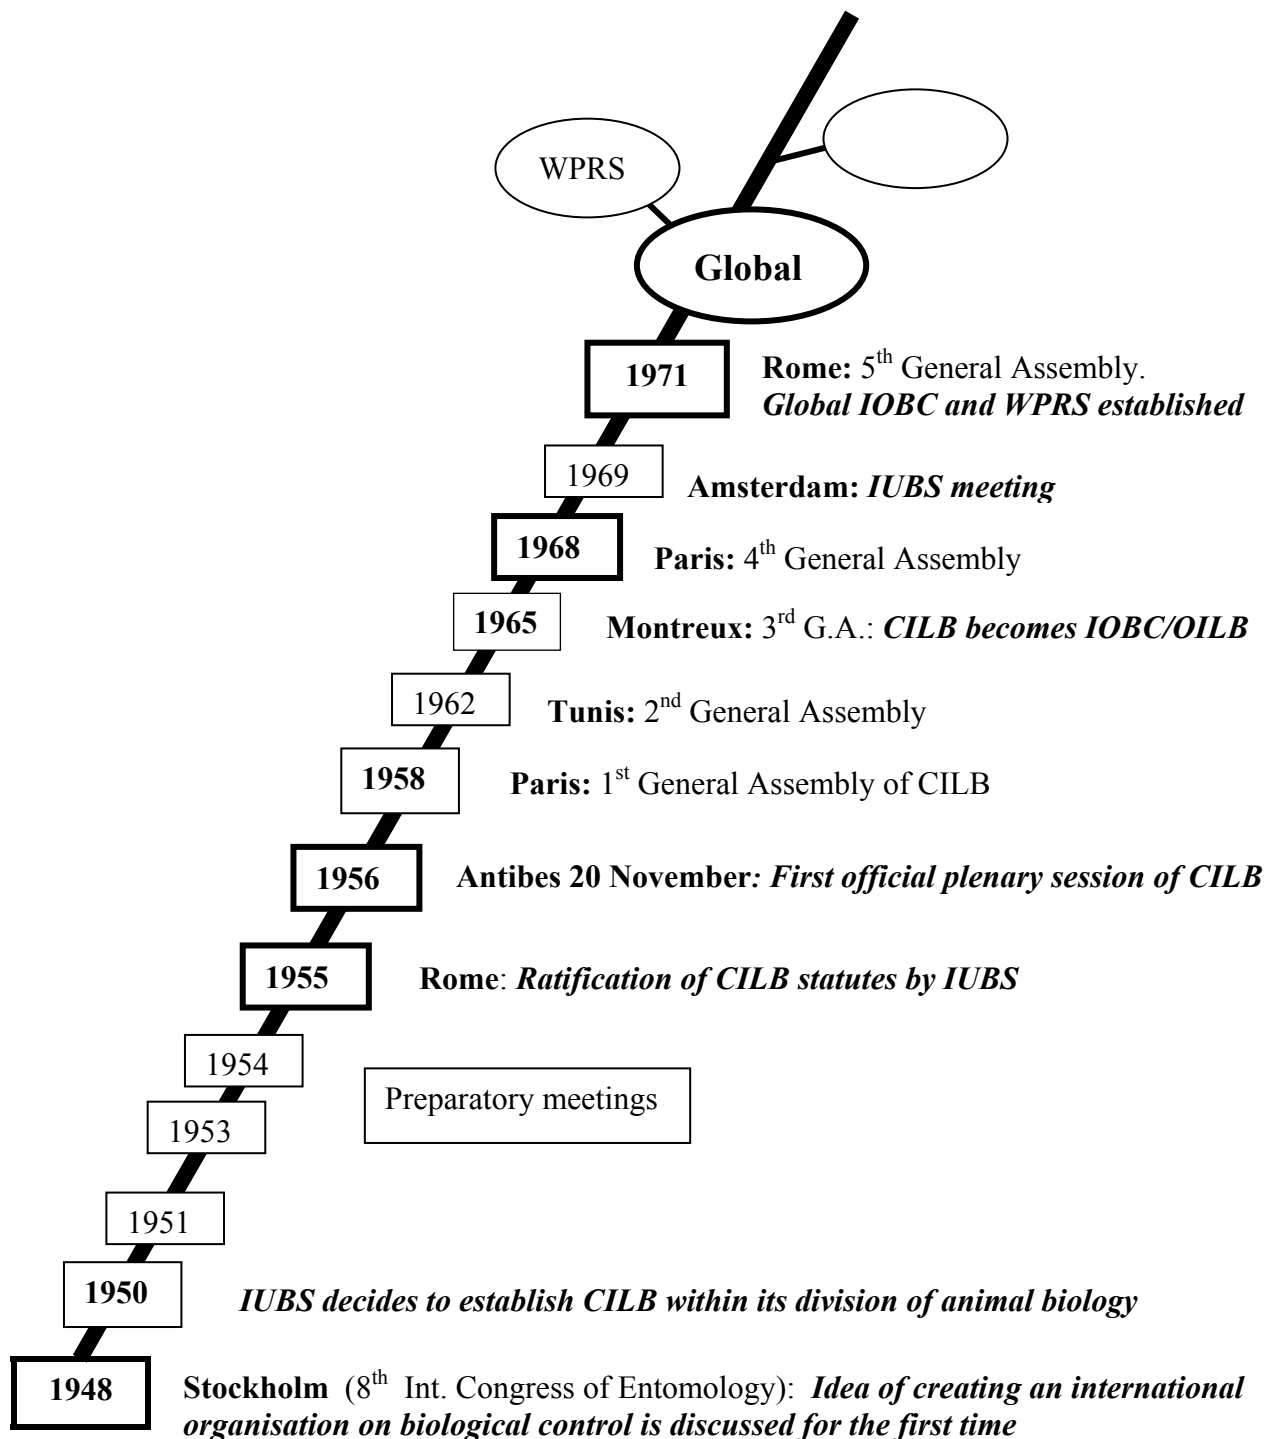 WPRS
Global
1971
Rome: 5th General Assembly.
Global IOBC and WPRS established
1969
Amsterdam: IUBS meeting
1968
Paris: 4th General Assembly
1965
Montreux: 3rd G.A.: CILB becomes IOBC/OILB
1962
Tunis: 2nd General Assembly
1958
Paris: 1st General Assembly of CILB
1956
Antibes 20 November: First official plenary session of CILB
1955
Rome: Ratification of CILB statutes by IUBS
1954
Preparatory meetings
1953
1951
1950
IUBS decides to establish CILB within its division of animal biology
1948
Stockholm (8th Int. Congress of Entomology): Idea of creating an international
organisation on biological control is discussed for the first time